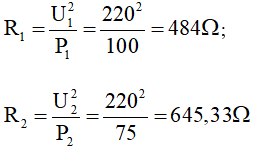 R₁ = U₁²/P₁ = 220²/100 = 484Ω;
R₂ = U₂²/P₂ = 220²/75 = 645,33Ω